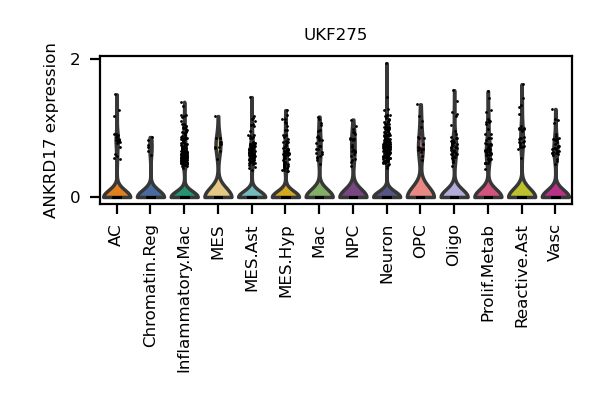 UKF275
ANKRD17 expression
2
0
AC
Chromatin.Reg
Inflammatory.Mac
MES
MES.Ast
MES.Hyp
Mac
NPC
Neuron
OPC
Oligo
Prolif.Metab
Reactive.Ast
Vasc